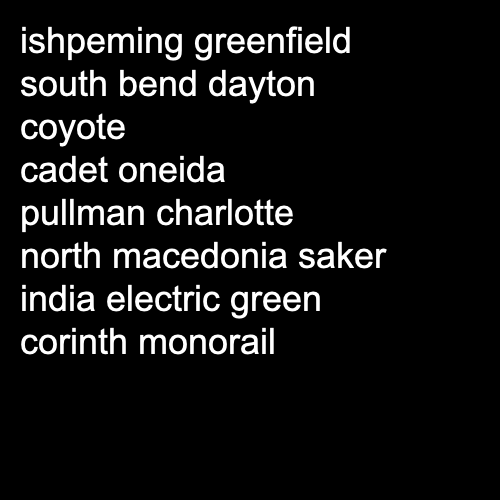 ishpeming greenfield
south bend dayton
coyote
cadet oneida
pullman charlotte
north macedonia saker
india electric green
corinth monorail